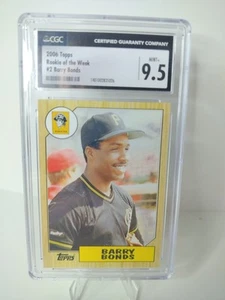 CGC
CERTIFIED GUARANTY COMPANY
2006 Topps
Rookie of the Week
#2 Barry Bonds
MINT+
9.5
Topps
BARRY
BONDS